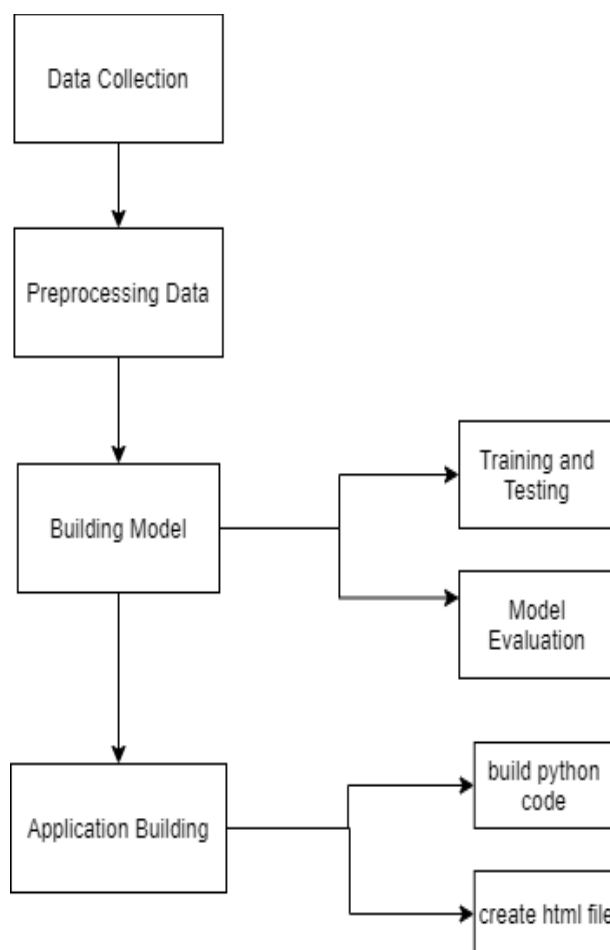 Data Collection
Preprocessing Data
Building Model
Training and
Testing
Model
Evaluation
Application Building
build python
code
create html file